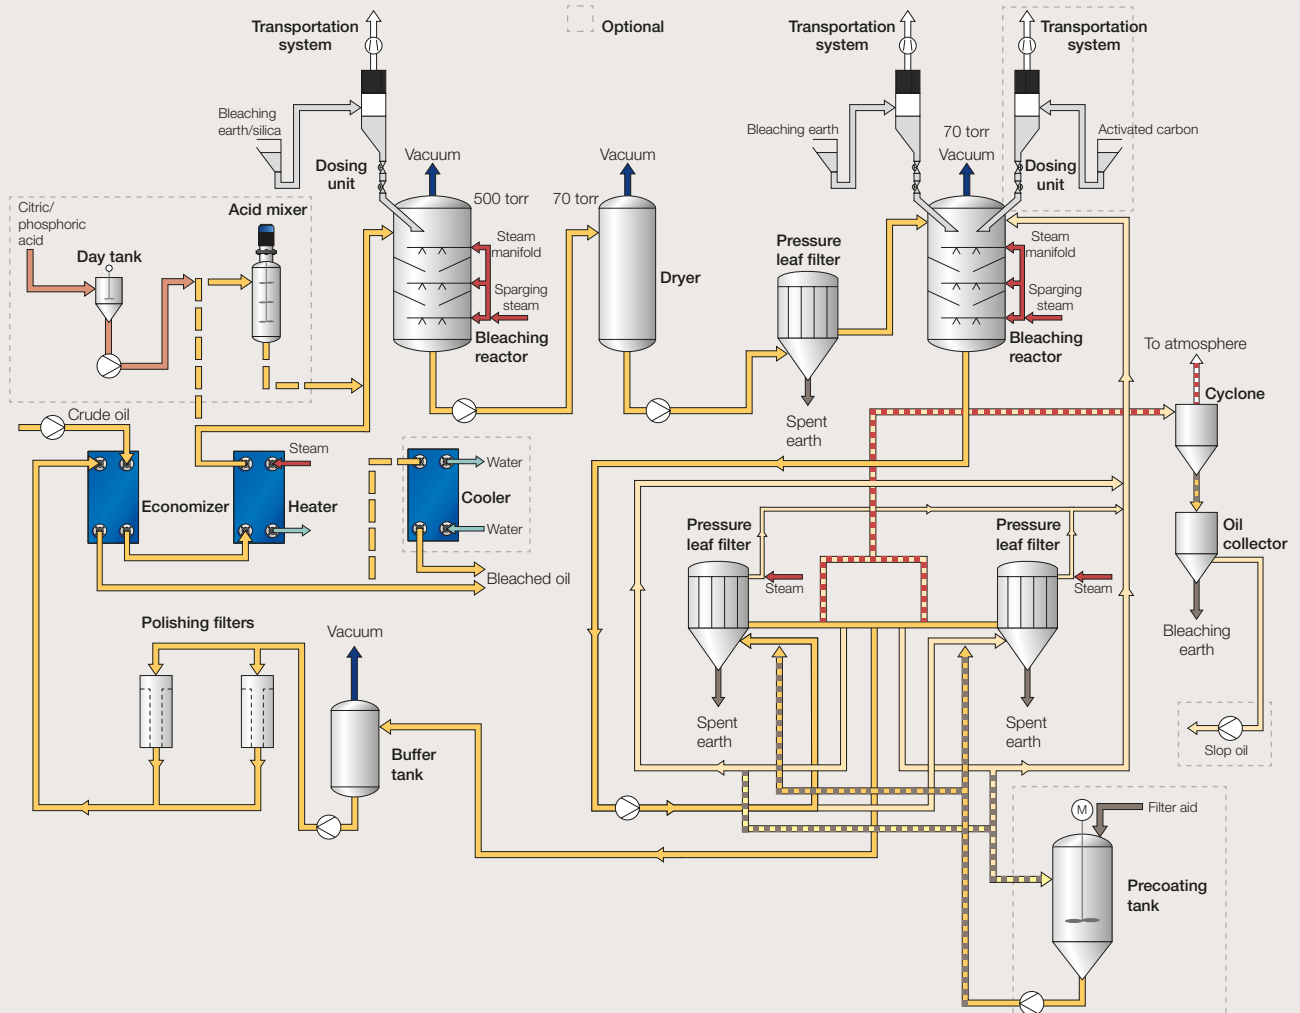 Transportation
system
Optional
Transportation
system
Transportation
system
Bleaching
earth/silica
Dosing
unit
Vacuum
500 torr
70 torr
Vacuum
Bleaching earth
70 torr
Vacuum
Activated carbon
Dosing
unit
Citric/
phosphoric
acid
Day tank
Acid mixer
Steam
manifold
Sparging
steam
Bleaching
reactor
Dryer
Pressure
leaf filter
Spent
earth
Steam
manifold
Sparging
steam
Bleaching
reactor
To atmosphere
Cyclone
Crude oil
Economizer
Steam
Heater
Water
Cooler
Water
Bleached oil
Pressure
leaf filter
Steam
Pressure
leaf filter
Steam
Oil
collector
Bleaching
earth
Polishing filters
Vacuum
Buffer
tank
Spent
earth
Spent
earth
Slop oil
M
Filter aid
Precoating
tank